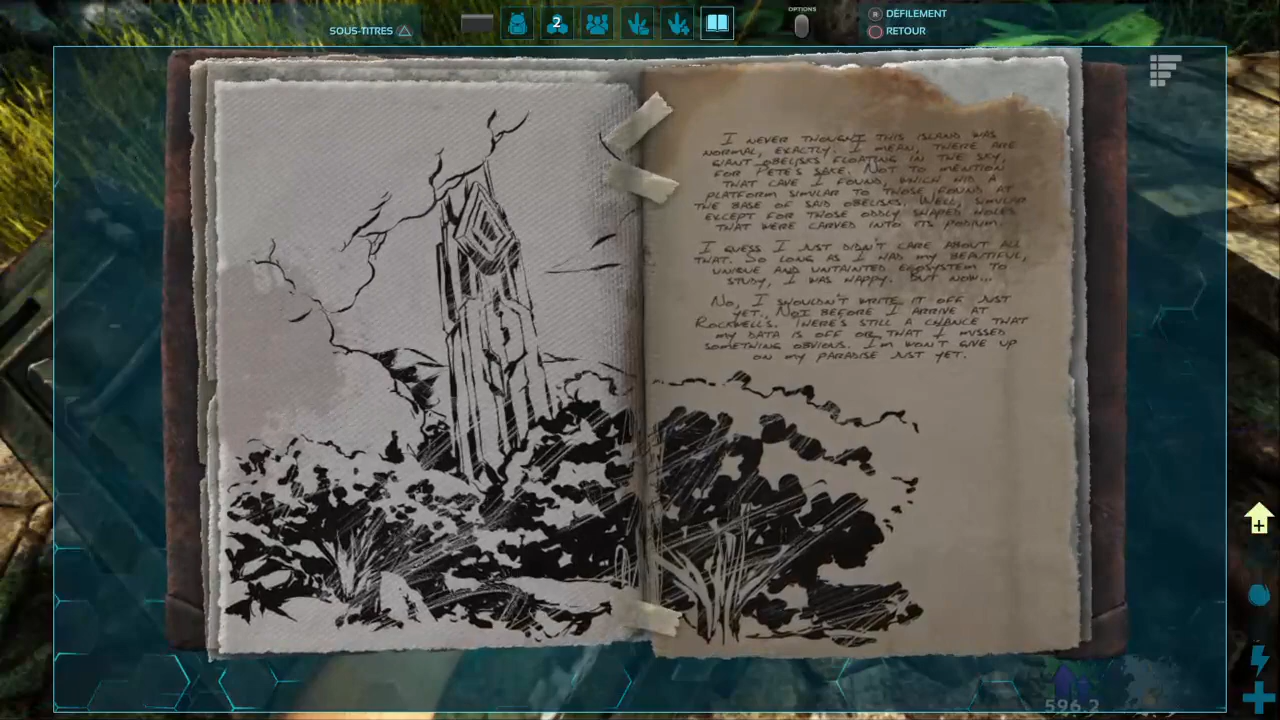 OPTIONS
DÉFILEMENT
SOUS-TITRES
2
RETOUR
I NEVER THOUGHT THIS ISLAND WAS
NORMAL, EXACTLY. I MEAN, THERE ARE
GIANT OBELISKS FLOATING IN THE SKY,
FOR PETE'S SAKE. NOT TO MENTION
THAT CAVE I FOUND, WHICH HID A
PLATFORM SIMILAR TO THOSE FOUND AT
THE BASE OF SAID OBELISKS. WELL, SIMILAR
EXCEPT FOR THOSE ODDLY SHAPED HOLES
THAT WERE CARVED INTO ITS PODIUM.
I GUESS I JUST DIDN'T CARE ABOUT ALL
THAT. SO LONG AS I HAD MY BEAUTIFUL,
UNIQUE AND UNTAINTED ECOSYSTEM TO
STUDY, I WAS HAPPY. BUT NOW...
NO, I SHOULDN'T WRITE IT OFF JUST
YET. NOT BEFORE I ARRIVE AT
ROCKWELL'S. THERE'S STILL A CHANCE THAT
MY DATA IS OFF OR THAT I MISSED
SOMETHING OBVIOUS. I'M WON'T GIVE UP
ON MY PARADISE JUST YET.
596.2